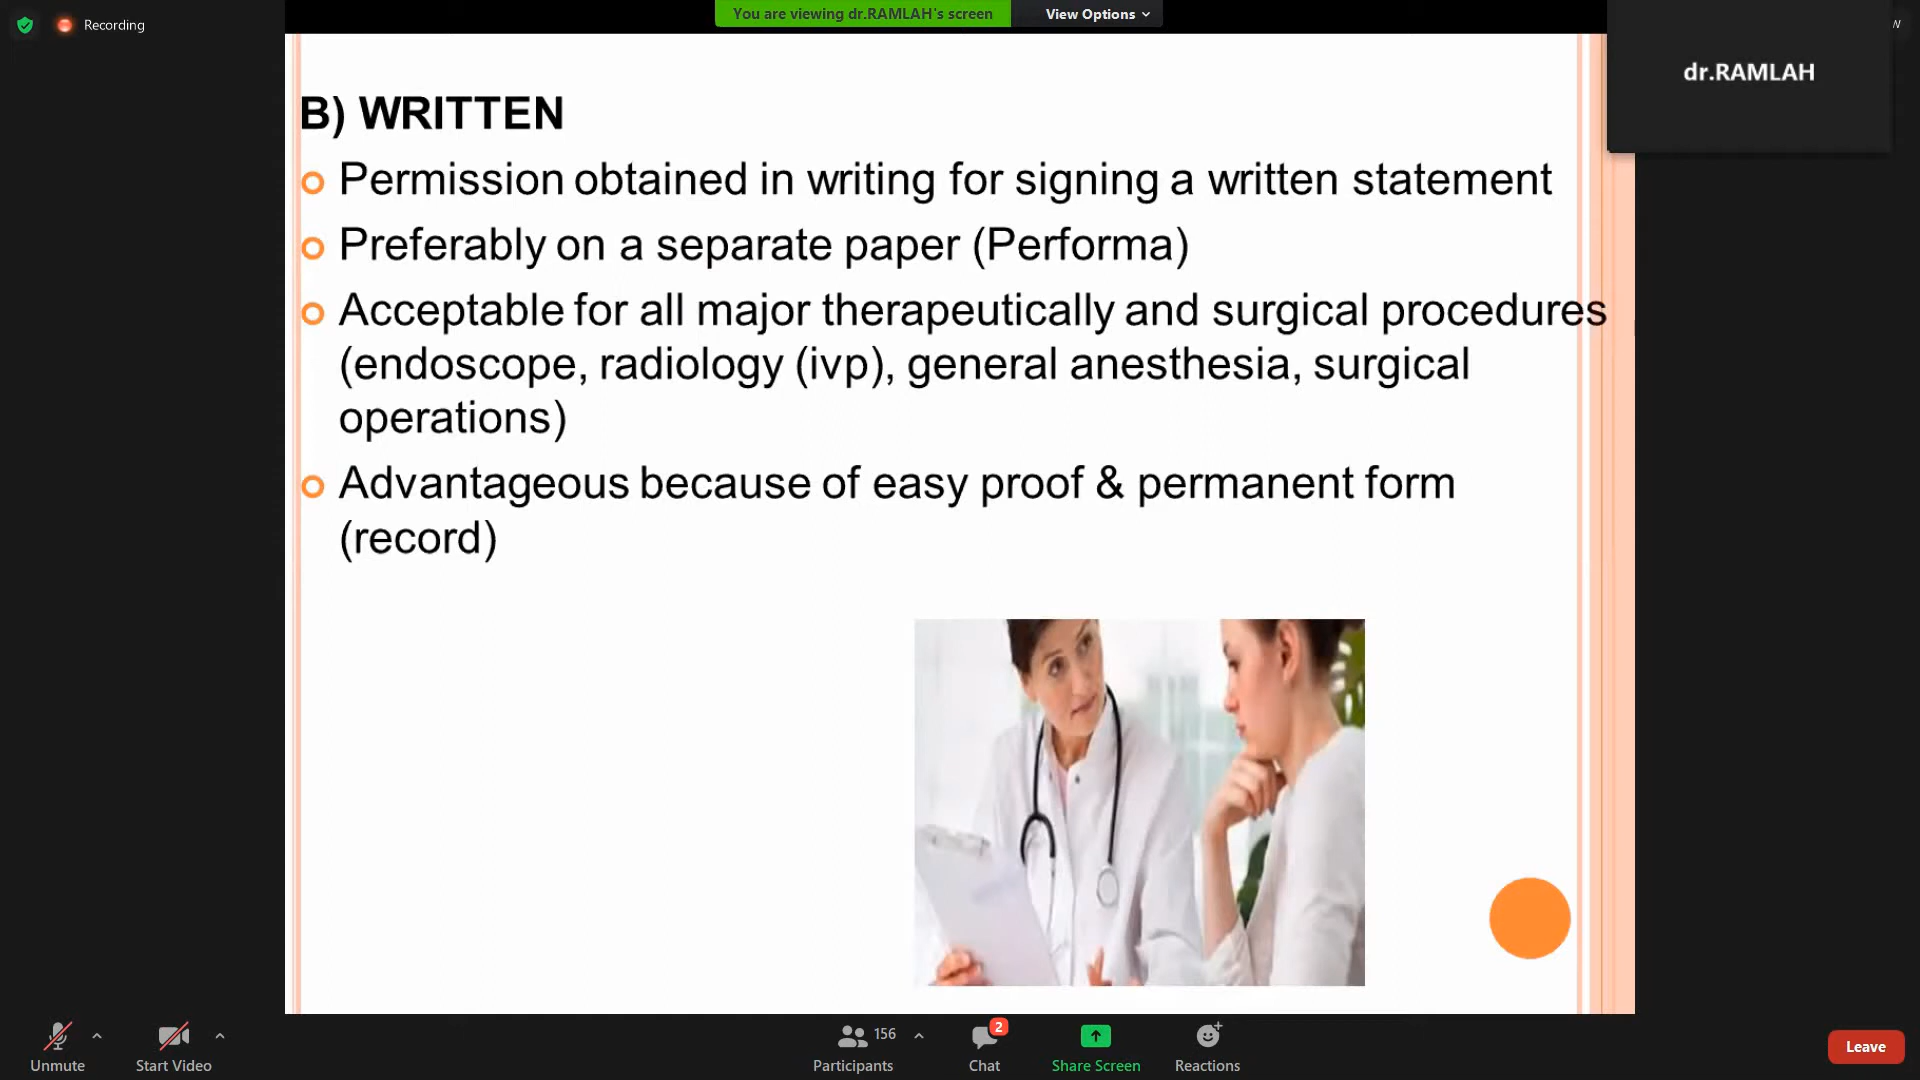 Recording
You are viewing dr.RAMLAH's screen
View Options
W
dr.RAMLAH
B) WRITTEN
Permission obtained in writing for signing a written statement
Preferably on a separate paper (Performa)
Acceptable for all major therapeutically and surgical procedures
(endoscope, radiology (ivp), general anesthesia, surgical
operations)
Advantageous because of easy proof & permanent form
(record)
Unmute
Start Video
156
Participants
2
Chat
Share Screen
Reactions
Leave